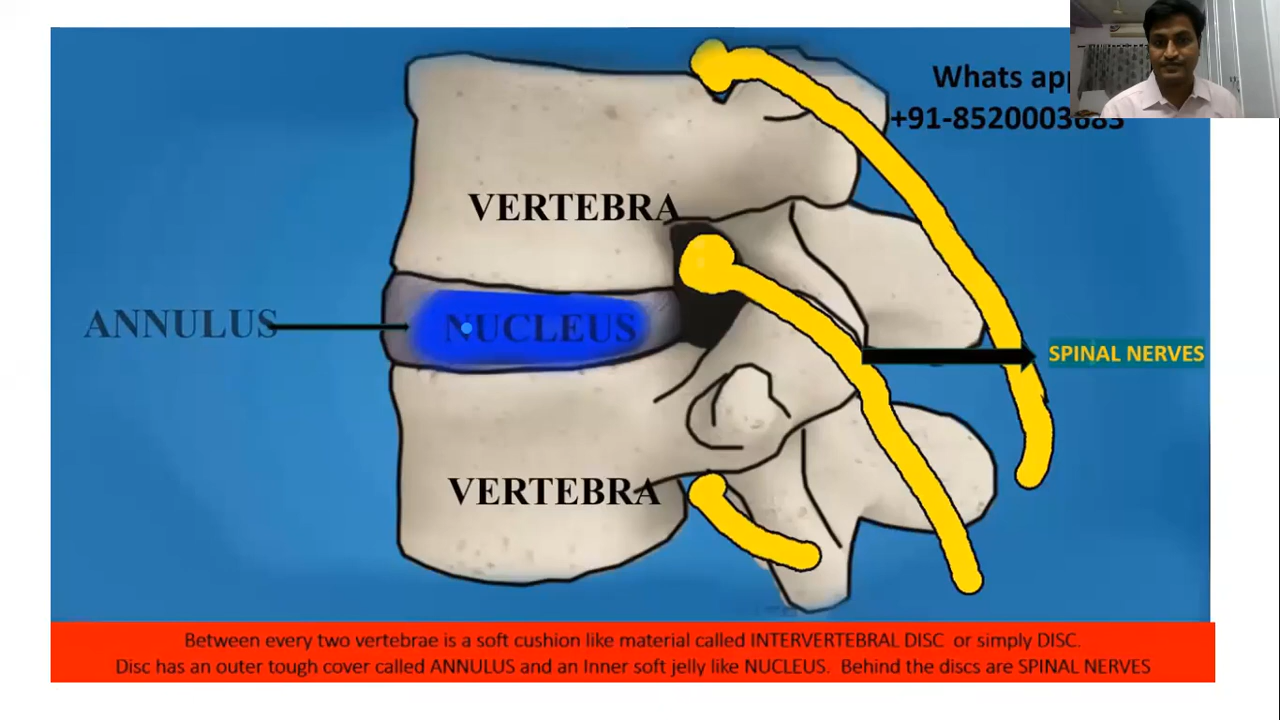 Whats app
+91-8520003683
VERTEBRA
ANNULUS
NUCLEUS
SPINAL NERVES
VERTEBRA
Between every two vertebrae is a soft cushion like material called INTERVERTEBRAL DISC or simply DISC.
Disc has an outer tough cover called ANNULUS and an Inner soft jelly like NUCLEUS. Behind the discs are SPINAL NERVES